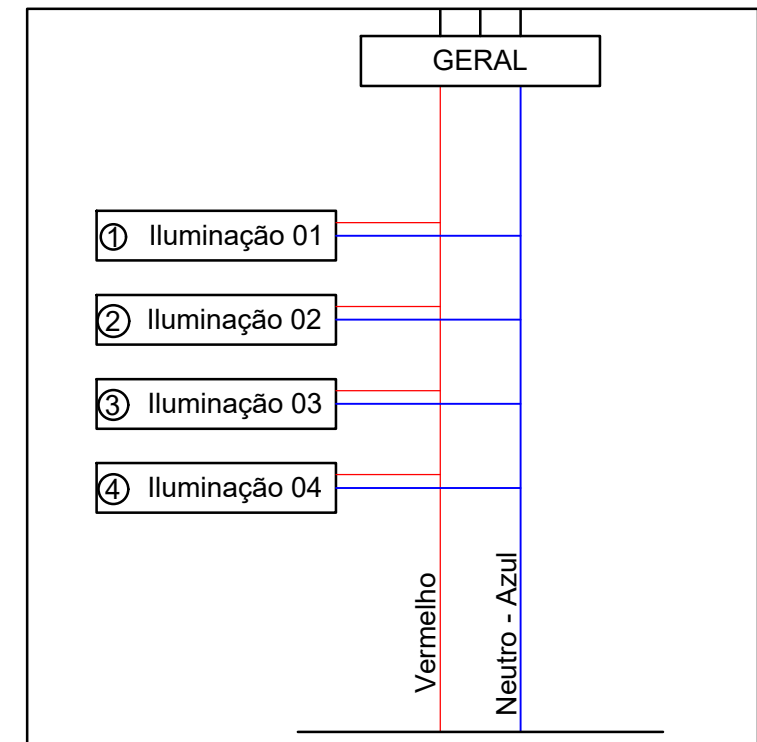 GERAL
1 Iluminação 01
2 Iluminação 02
3 Iluminação 03
4 Iluminação 04
Vermelho
Neutro - Azul